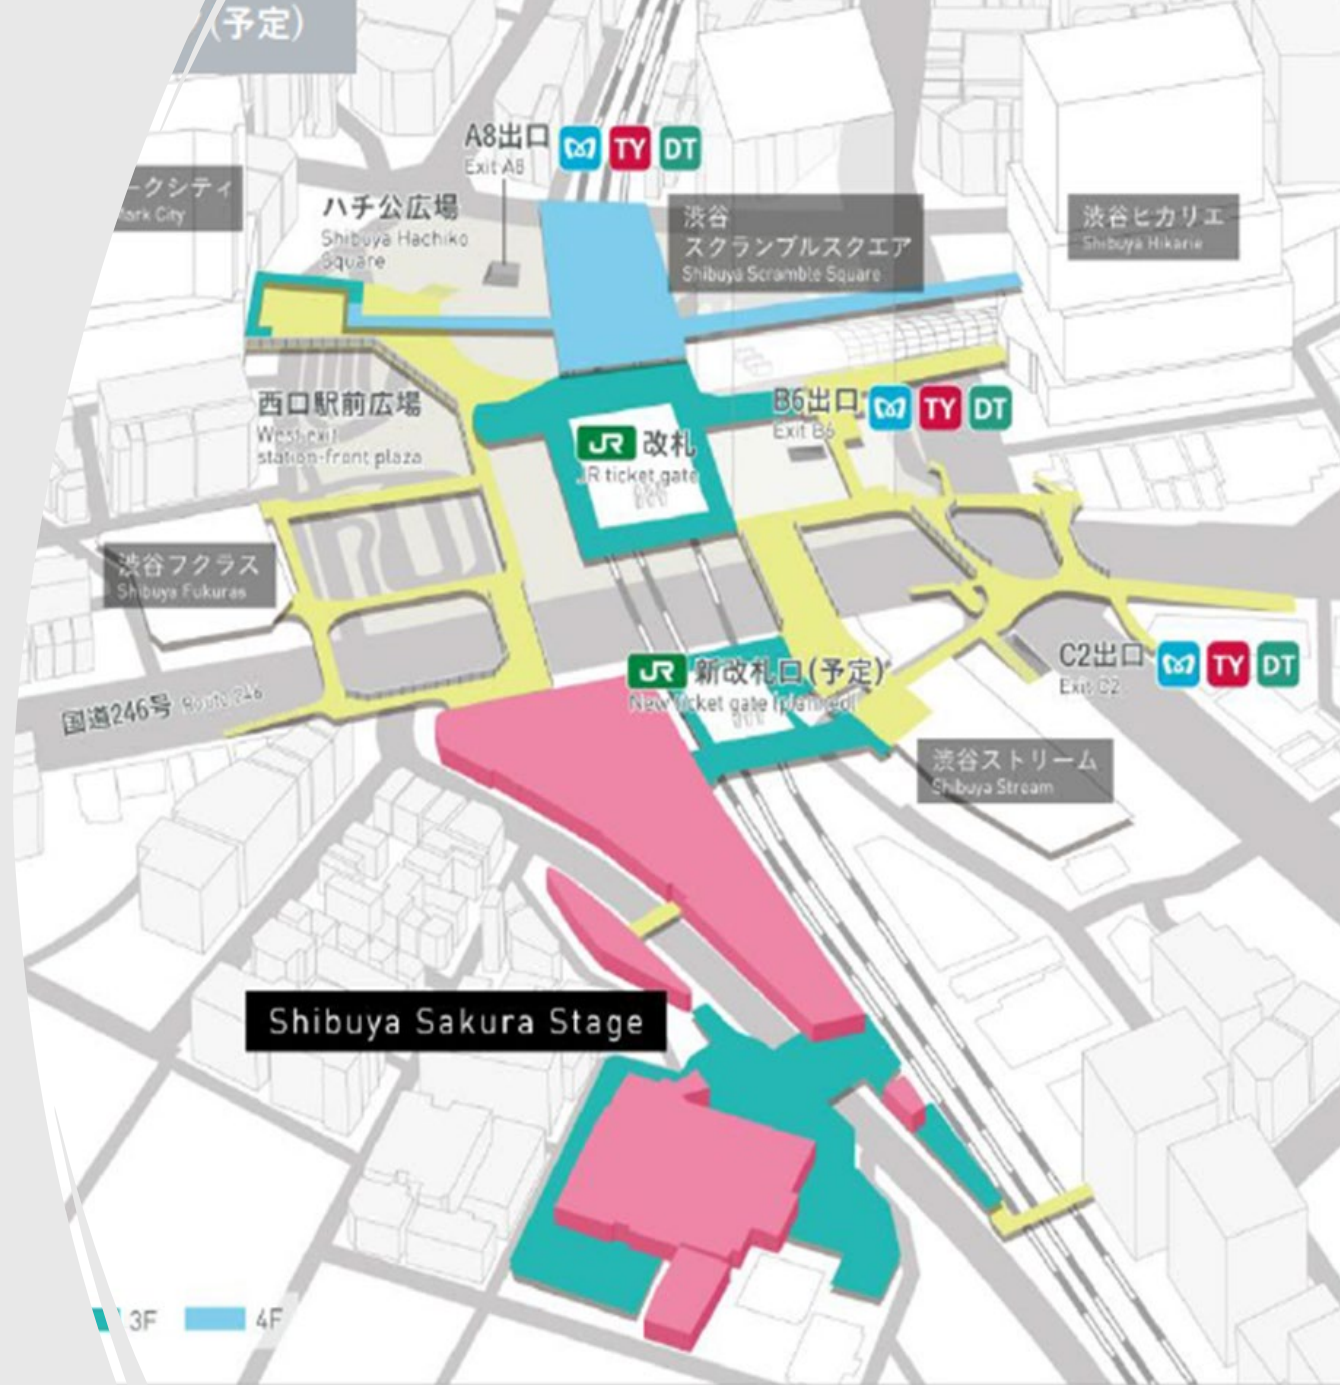 (予定)
A8出口 TY DT
Exit A8
ークシティ
ark City
ハチ公広場
Shibuya Hachiko
Square
渋谷
スクランブルスクエア
Shibuya Scramble Square
渋谷ヒカリエ
Shibuya Hikarie
西口駅前広場
West exit
station-front plaza
B6出口 TY DT
Exit B6
JR 改札
JR ticket gate
渋谷フクラス
Shibuya Fukuras
JR 新改札口(予定)
New ticket gate (planned)
C2出口 TY DT
Exit C2
国道246号 Route 246
渋谷ストリーム
Shibuya Stream
Shibuya Sakura Stage
3F 4F